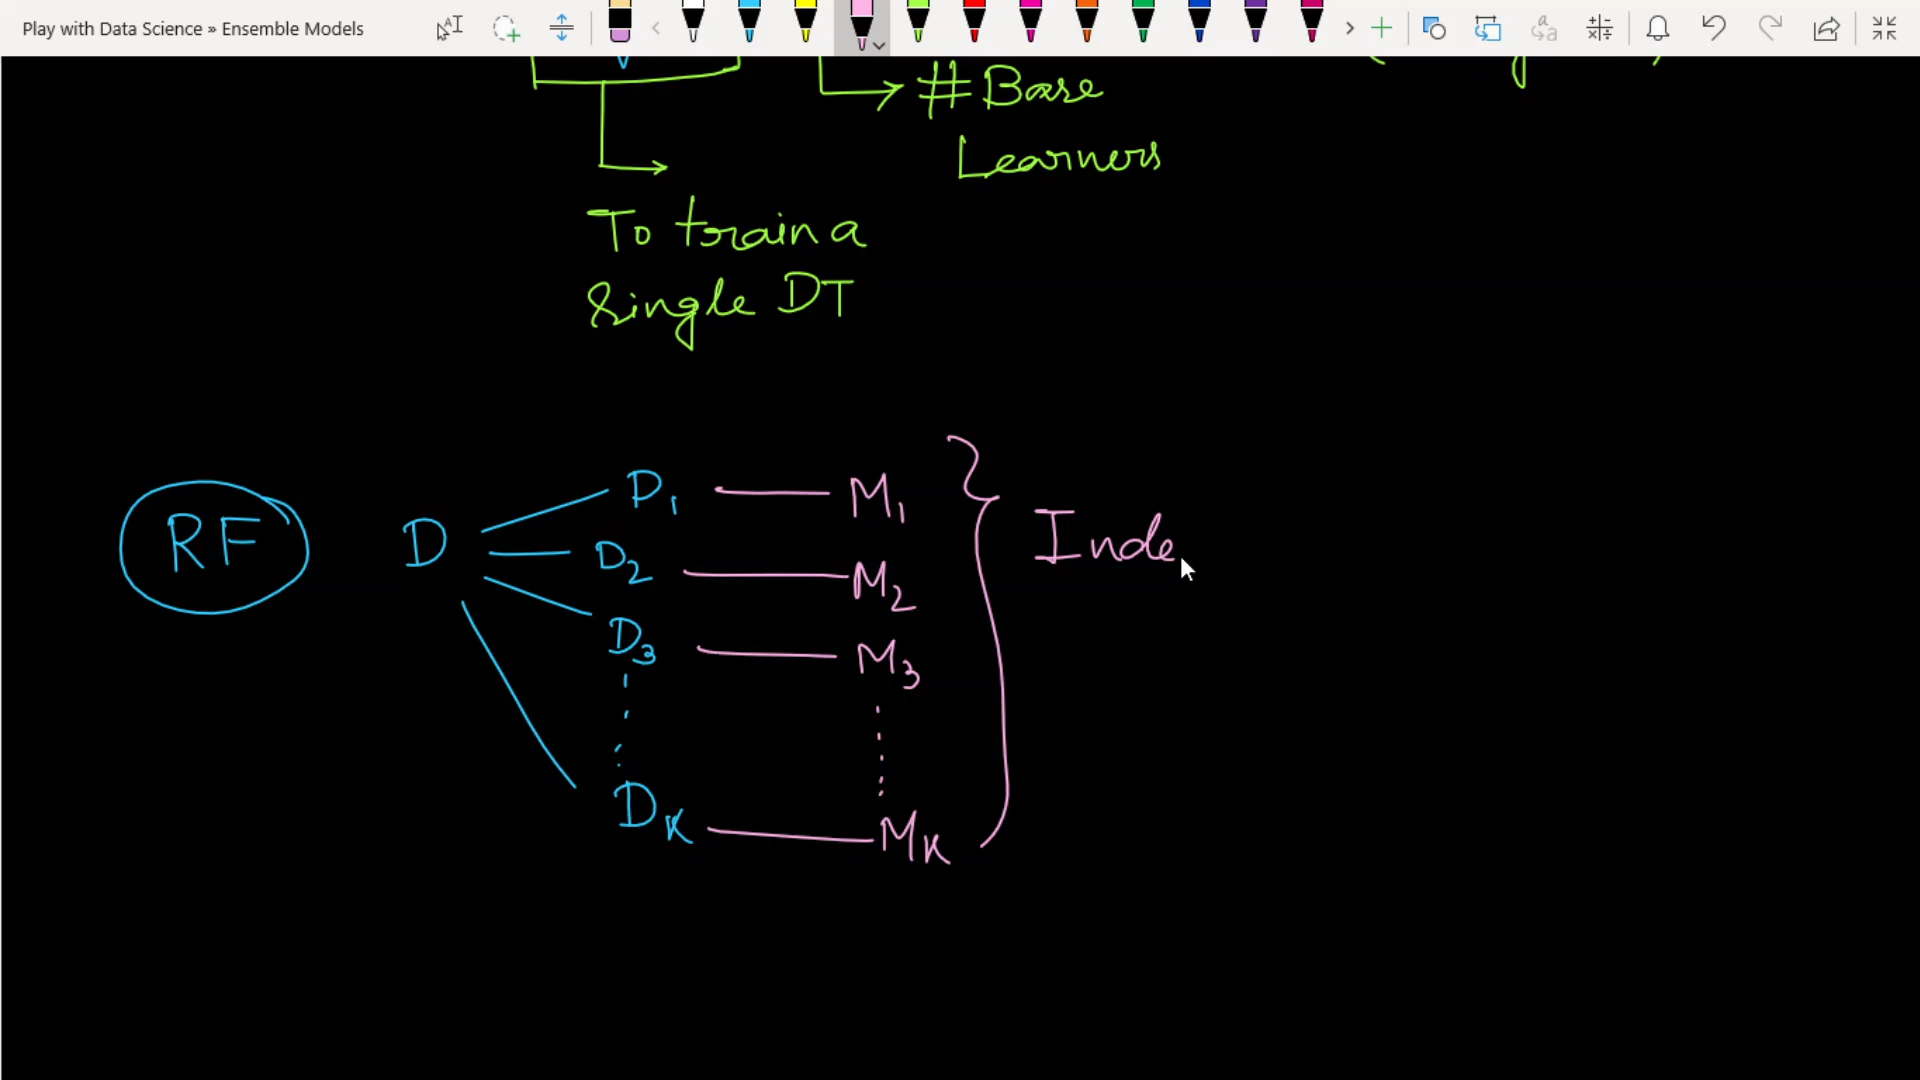 Play with Data Science » Ensemble Models
# Base
Learners
To train a
Single DT
RF D D1 M1
D2 M2
D3 M3
DK MK
Inde